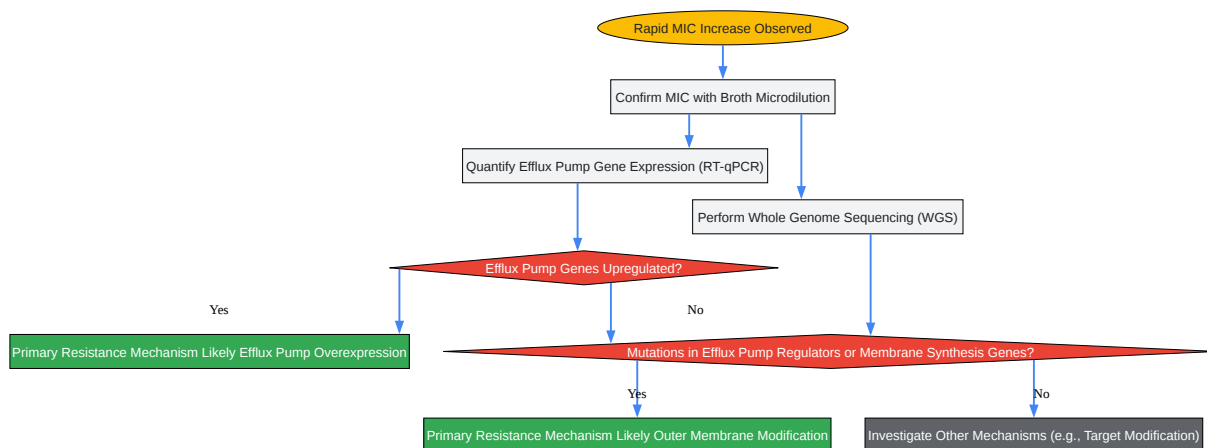 Rapid MIC Increase Observed
Confirm MIC with Broth Microdilution
Quantify Efflux Pump Gene Expression (RT-qPCR)
Perform Whole Genome Sequencing (WGS)
Efflux Pump Genes Upregulated?
Yes
No
Primary Resistance Mechanism Likely Efflux Pump Overexpression
Mutations in Efflux Pump Regulators or Membrane Synthesis Genes?
Yes
No
Primary Resistance Mechanism Likely Outer Membrane Modification
Investigate Other Mechanisms (e.g., Target Modification)